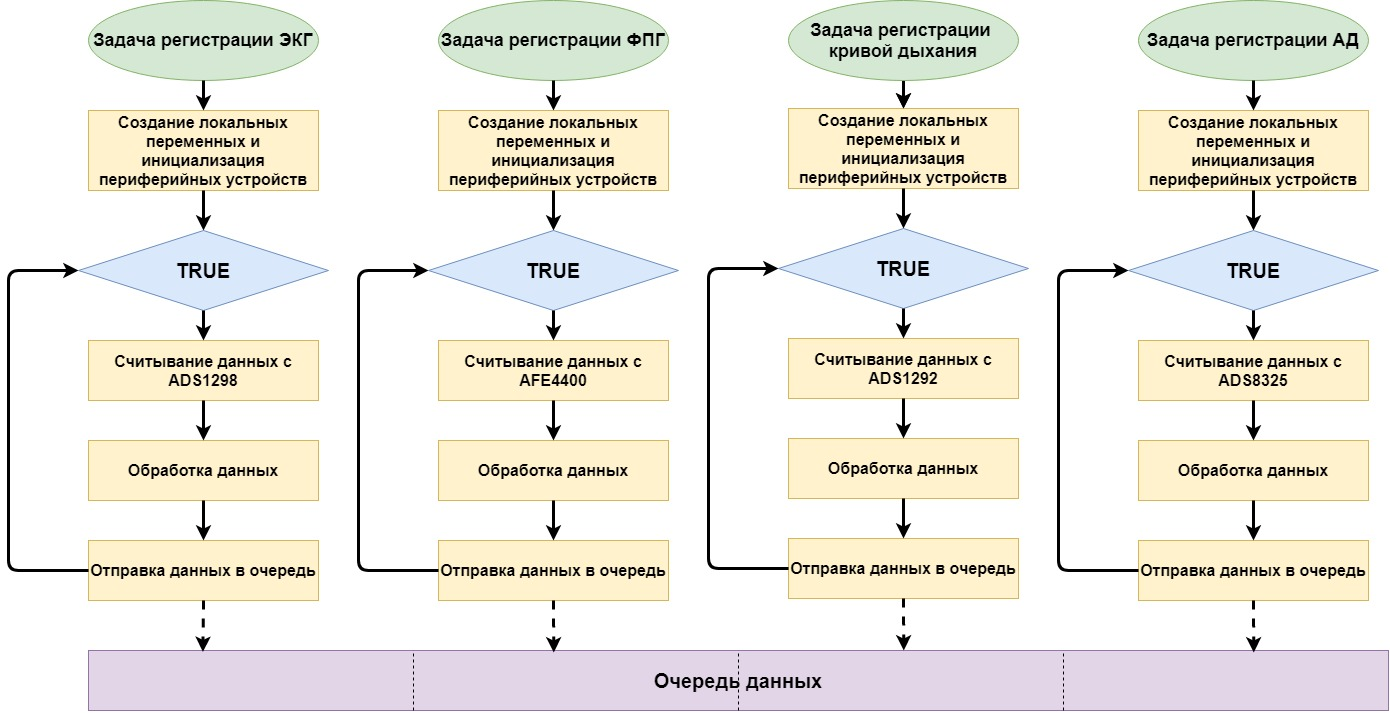 Задача регистрации ЭКГ
Создание локальных
переменных и
инициализация
периферийных устройств
TRUE
Считывание данных с
ADS1298
Обработка данных
Отправка данных в очередь
Задача регистрации ФПГ
Создание локальных
переменных и
инициализация
периферийных устройств
TRUE
Считывание данных с
AFE4400
Обработка данных
Отправка данных в очередь
Задача регистрации
кривой дыхания
Создание локальных
переменных и
инициализация
периферийных устройств
TRUE
Считывание данных с
ADS1292
Обработка данных
Отправка данных в очередь
Задача регистрации АД
Создание локальных
переменных и
инициализация
периферийных устройств
TRUE
Считывание данных с
ADS8325
Обработка данных
Отправка данных в очередь
Очередь данных